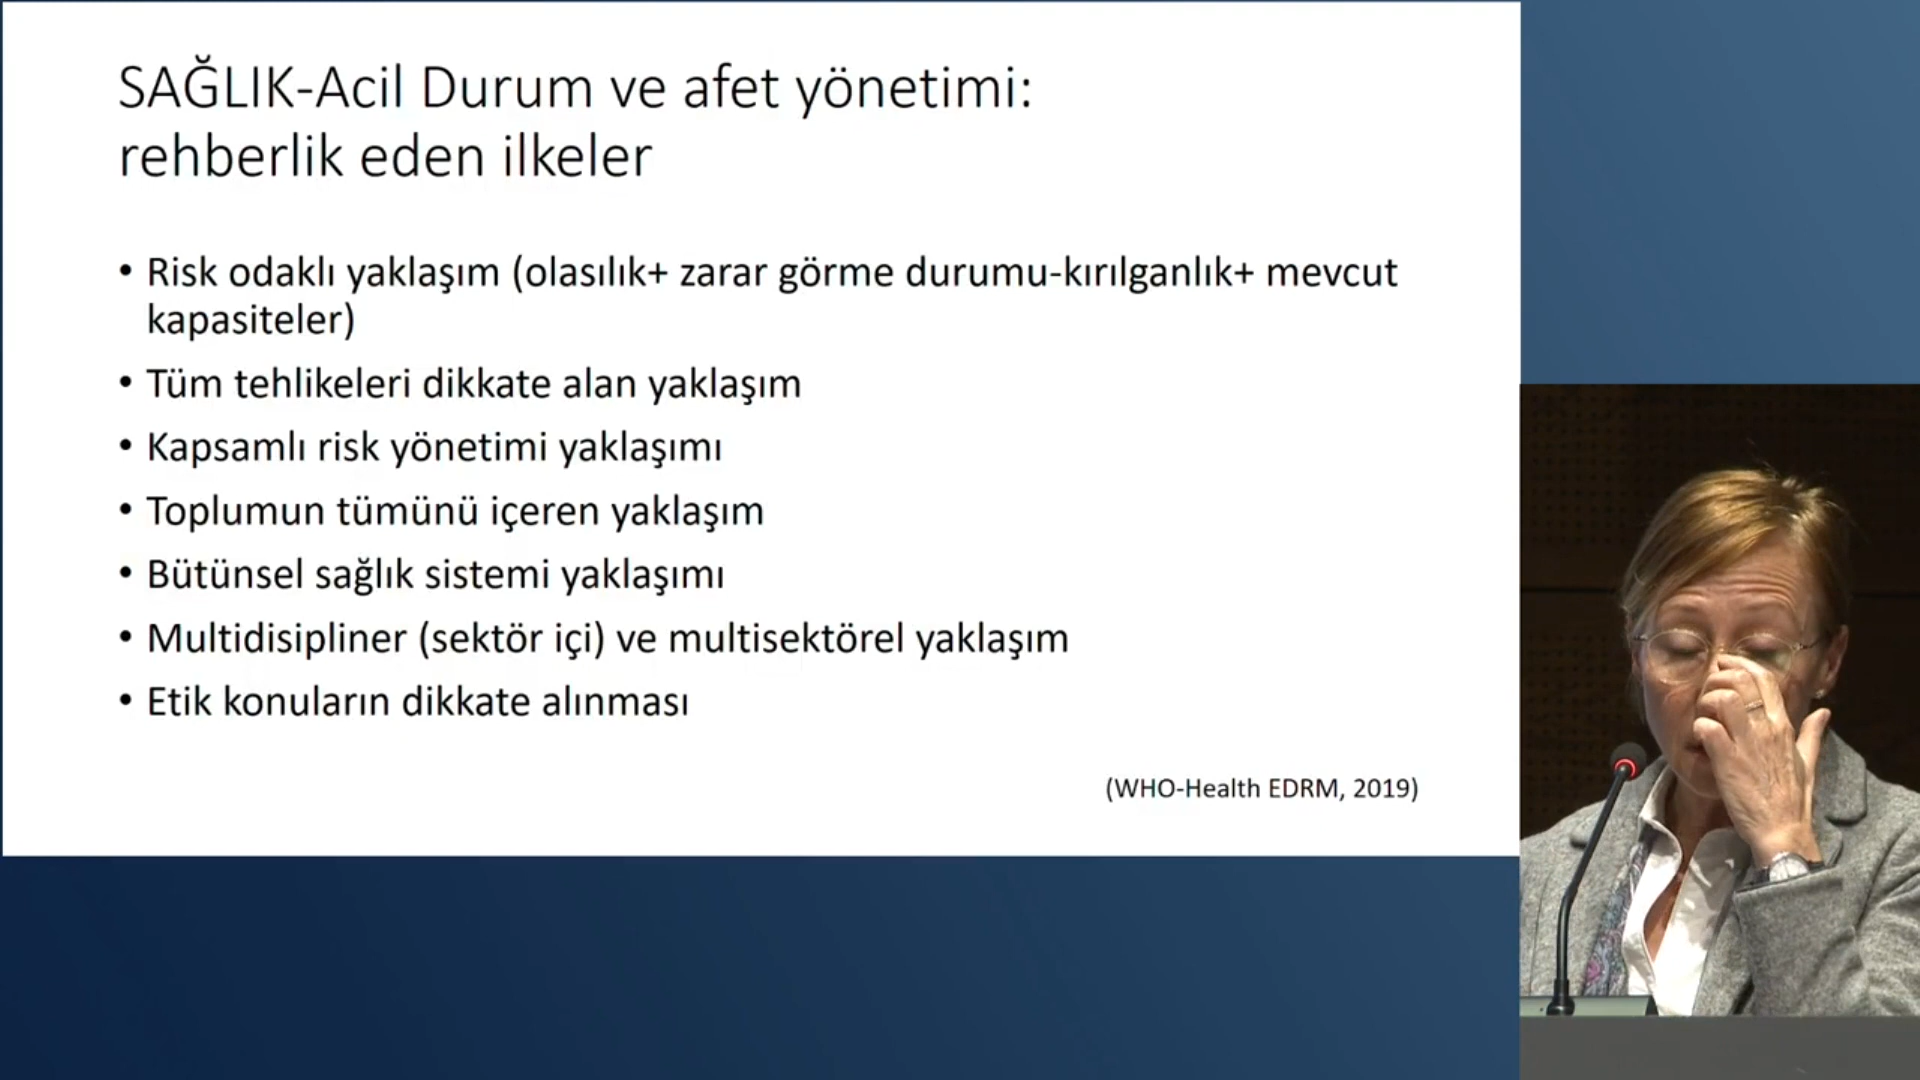 SAĞLIK-Acil Durum ve afet yönetimi:
rehberlik eden ilkeler
• Risk odaklı yaklaşım (olasılık+ zarar görme durumu-kırılganlık+ mevcut
kapasiteler)
• Tüm tehlikeleri dikkate alan yaklaşım
• Kapsamlı risk yönetimi yaklaşımı
• Toplumun tümünü içeren yaklaşım
• Bütünsel sağlık sistemi yaklaşımı
• Multidisipliner (sektör içi) ve multisektörel yaklaşım
• Etik konuların dikkate alınması
(WHO-Health EDRM, 2019)